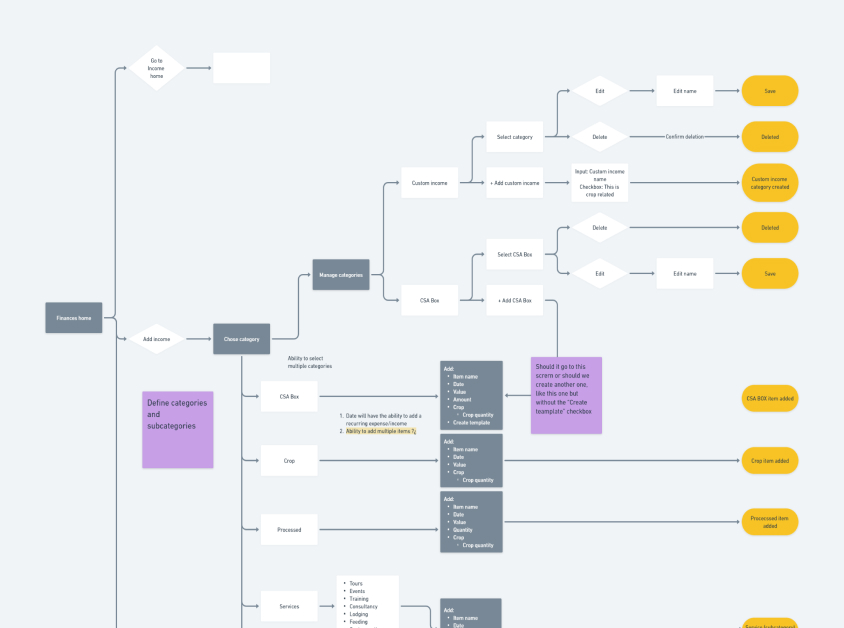 Go to
Income
home
Edit
Edit name
Save
Select category
Delete
Confirm deletion
Deleted
Custom income
+ Add custom income
Input: Custom income
name
Checkbox: This is
crop related
Custom income
category created
Delete
Deleted
Select CSA Box
Manage categories
Edit
Edit name
Save
CSA Box
+ Add CSA Box
Finances home
Add income
Chose category
Ability to select
multiple categories
Should it go to this
scrern or should we
create another one,
like this one but
without the "Create
teamplate" checkbox
Define categories
and
subcategories
CSA Box
Add:
• Item name
• Date
• Value
• Amount
• Crop
◦ Crop quantity
• Create template
CSA BOX item added
1. Date will have the ability to add a
recurring expense/income
2. Ability to add multiple items ?¿
Crop
Add:
• Item name
• Date
• Value
• Crop
◦ Crop quantity
Crop item added
Processed
Add:
• Item name
• Date
• Value
• Quantity
• Crop
◦ Crop quantity
Processed item
added
Services
• Tours
• Events
• Training
• Consultancy
• Lodging
• Feeding
Add:
• Item name
• Date